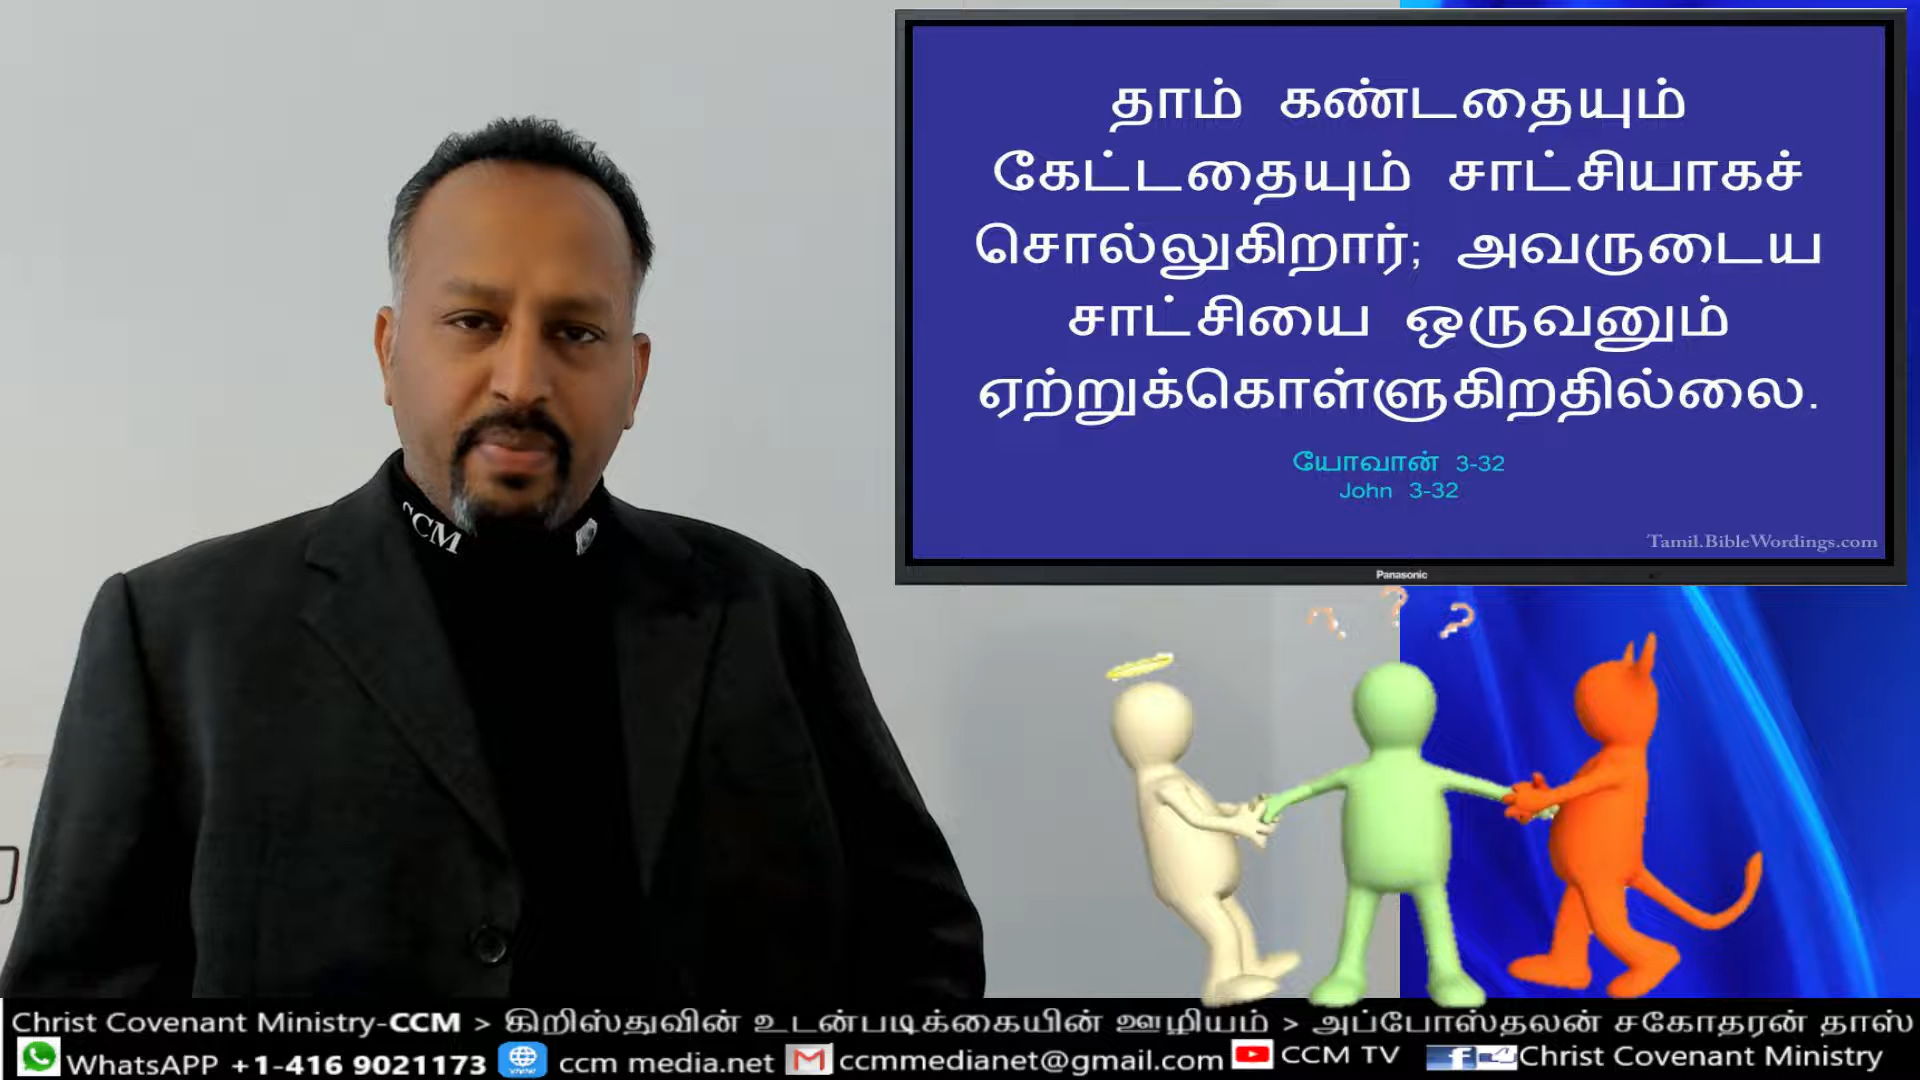 தாம் கண்டதையும்
கேட்டதையும் சாட்சியாகச்
சொல்லுகிறார்; அவருடைய
சாட்சியை ஒருவனும்
ஏற்றுக்கொள்ளுகிறதில்லை.
யோவான் 3-32
John 3-32
Tamil.BibleWordings.com
Panasonic
CCM
? ? ?
Christ Covenant Ministry-CCM > கிறிஸ்துவின் உடன்படிக்கையின் ஊழியம் > அப்போஸ்தலன் சகோதரன் தாஸ்
WhatsAPP +1-416 9021173 ccm media.net ccmmedianet@gmail.com CCM TV Christ Covenant Ministry